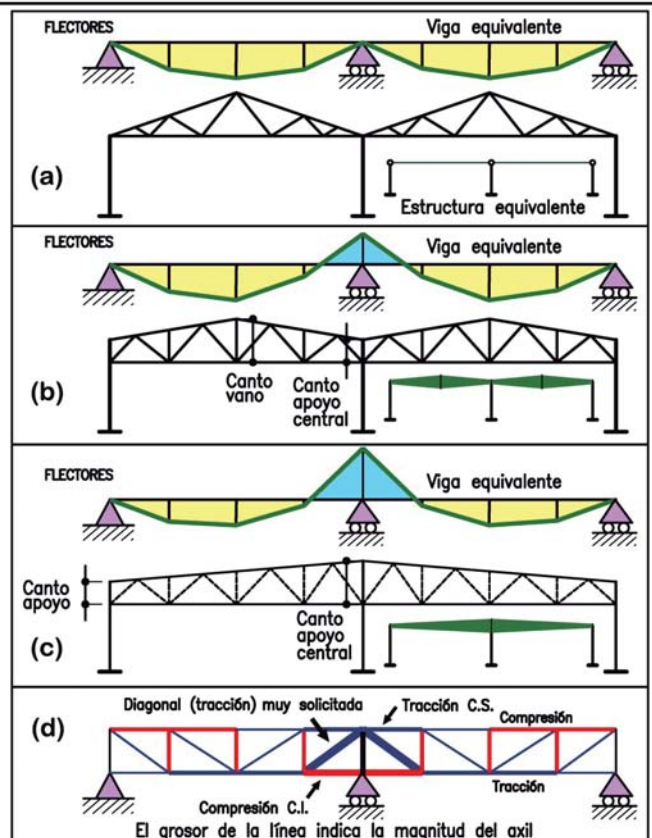 FLECTORES
Viga equivalente
(a)
Estructura equivalente
FLECTORES
Viga equivalente
Canto
vano
Canto
apoyo
central
(b)
FLECTORES
Viga equivalente
Canto
apoyo
Canto
apoyo
central
(c)
(d)
Diagonal (tracción) muy solicitada
Tracción C.S.
Compresión
Tracción
Compresión C.I.
El grosor de la línea indica la magnitud del axil